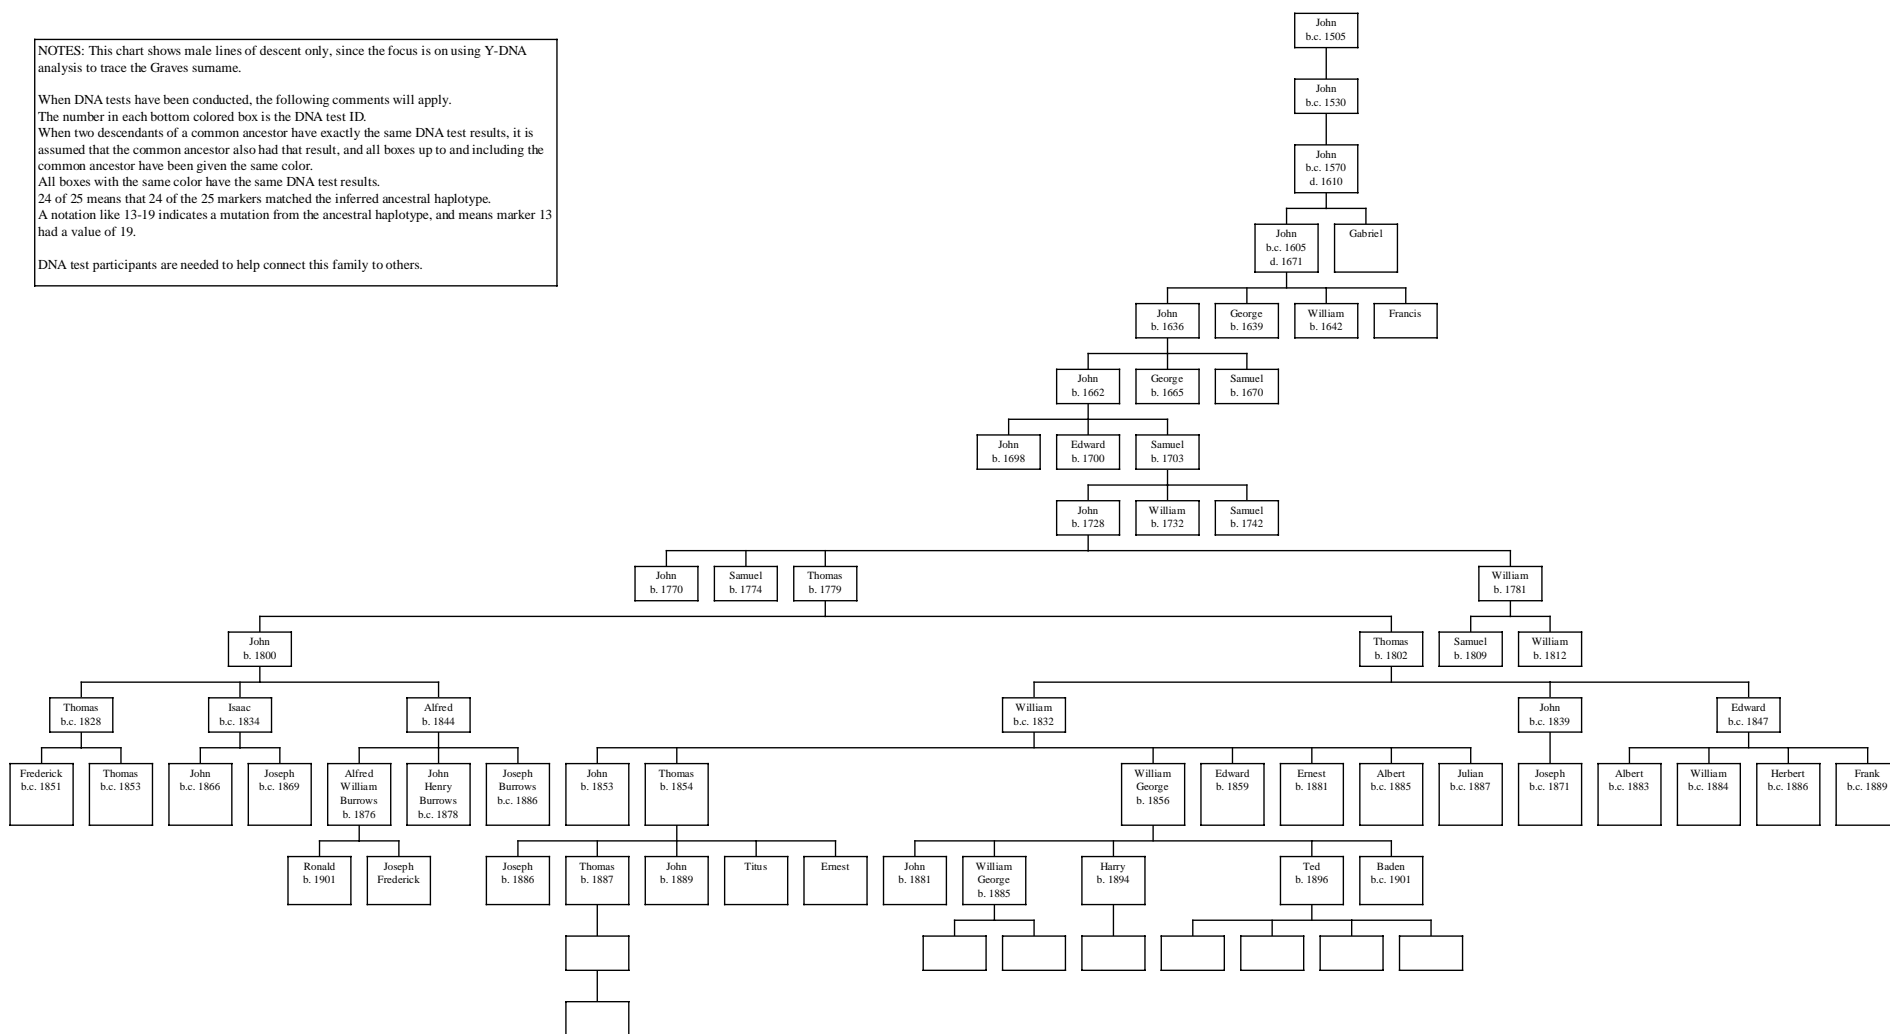 NOTES: This chart shows male lines of descent only, since the focus is on using Y-DNA
analysis to trace the Graves surname.
When DNA tests have been conducted, the following comments will apply.
The number in each bottom colored box is the DNA test ID.
When two descendants of a common ancestor have exactly the same DNA test results, it is
assumed that the common ancestor also had that result, and all boxes up to and including the
common ancestor have been given the same color.
All boxes with the same color have the same DNA test results.
24 of 25 means that 24 of the 25 markers matched the inferred ancestral haplotype.
A notation like 13-19 indicates a mutation from the ancestral haplotype, and means marker 13
had a value of 19.
DNA test participants are needed to help connect this family to others.
John
b.c. 1505
John
b.c. 1530
John
b.c. 1570
d. 1610
John
b.c. 1605
d. 1671
Gabriel
John
b. 1636
George
b. 1639
William
b. 1642
Francis
John
b. 1662
George
b. 1665
Samuel
b. 1670
John
b. 1698
Edward
b. 1700
Samuel
b. 1703
John
b. 1728
William
b. 1732
Samuel
b. 1742
John
b. 1770
Samuel
b. 1774
Thomas
b. 1779
William
b. 1781
John
b. 1800
Thomas
b. 1802
Samuel
b. 1809
William
b. 1812
Thomas
b.c. 1828
Isaac
b.c. 1834
Alfred
b. 1844
William
b.c. 1832
John
b.c. 1839
Edward
b.c. 1847
Frederick
b.c. 1851
Thomas
b.c. 1853
John
b.c. 1866
Joseph
b.c. 1869
Alfred
William
Burrows
b. 1876
John
Henry
Burrows
b.c. 1878
Joseph
Burrows
b.c. 1886
John
b. 1853
Thomas
b. 1854
William
George
b. 1856
Edward
b. 1859
Ernest
b. 1881
Albert
b.c. 1885
Julian
b.c. 1887
Joseph
b.c. 1871
Albert
b.c. 1883
William
b.c. 1884
Herbert
b.c. 1886
Frank
b.c. 1889
Ronald
b. 1901
Joseph
Frederick
Joseph
b. 1886
Thomas
b. 1887
John
b. 1889
Titus
Ernest
John
b. 1881
William
George
b. 1885
Harry
b. 1894
Ted
b. 1896
Baden
b.c. 1901